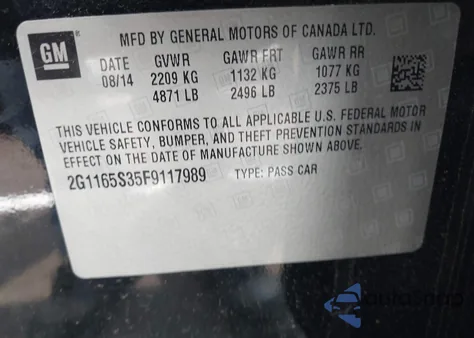 GM
MFD BY GENERAL MOTORS OF CANADA LTD.
DATE GVWR GAWR FRT GAWR RR
08/14 2209 KG 1132 KG 1077 KG
4871 LB 2496 LB 2375 LB
THIS VEHICLE CONFORMS TO ALL APPLICABLE U.S. FEDERAL MOTOR
VEHICLE SAFETY, BUMPER, AND THEFT PREVENTION STANDARDS IN
EFFECT ON THE DATE OF MANUFACTURE SHOWN ABOVE.
2G1165S35F9117989 TYPE: PASS CAR